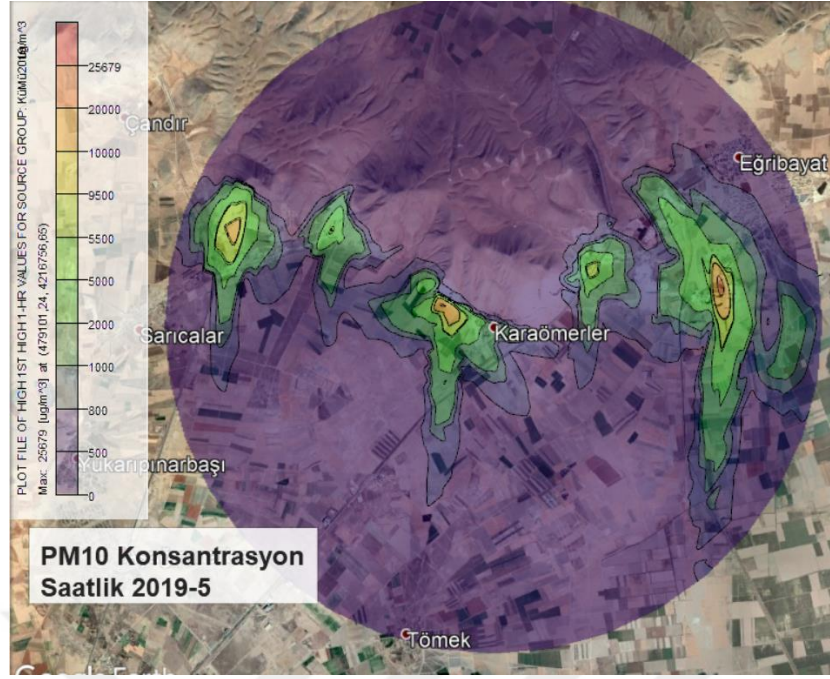 PLOT FILE OF HIGH 1ST HIGH 1-HR VALUES FOR SOURCE GROUP:
Max: 25679 [ug/m^3] at (479101,24, 4216756,65)
25679
20000
10000
9500
5500
5000
2000
1000
800
500
0
Çandır
Eğribayat
Sarıcalar
Karaömerler
Yukarıpınarbaşı
PM10 Konsantrasyon
Saatlik 2019-5
Tömek
Google Earth